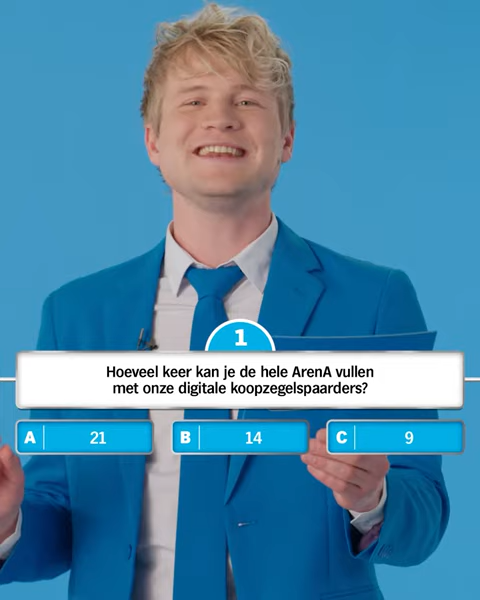 1
Hoeveel keer kan je de hele ArenA vullen
met onze digitale koopzegelspaarders?
A 21
B 14
C 9